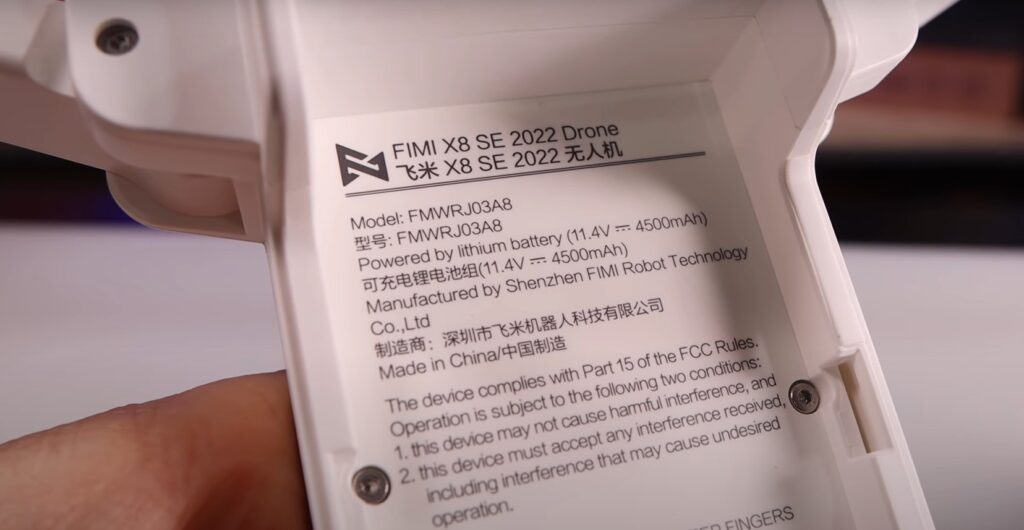 FIMI X8 SE 2022 Drone
飞米 X8 SE 2022 无人机
Model: FMWRJ03A8
型号: FMWRJ03A8
Powered by lithium battery (11.4V ⎓ 4500mAh)
可充电锂电池组(11.4V ⎓ 4500mAh)
Manufactured by Shenzhen FIMI Robot Technology
Co.,Ltd
制造商：深圳市飞米机器人科技有限公司
Made in China/中国制造
The device complies with Part 15 of the FCC Rules.
Operation is subject to the following two conditions:
1. this device may not cause harmful interference, and
2. this device must accept any interference received,
including interference that may cause undesired
operation.
FINGERS